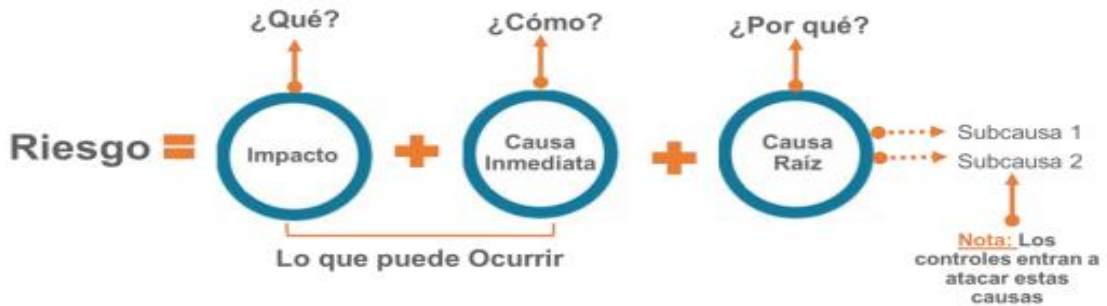 ¿Qué?
¿Cómo?
¿Por qué?
Riesgo =
Impacto
+
Causa
Inmediata
+
Causa
Raíz
Subcausa 1
Subcausa 2
Lo que puede Ocurrir
Nota: Los
controles entran a
atacar estas
causas